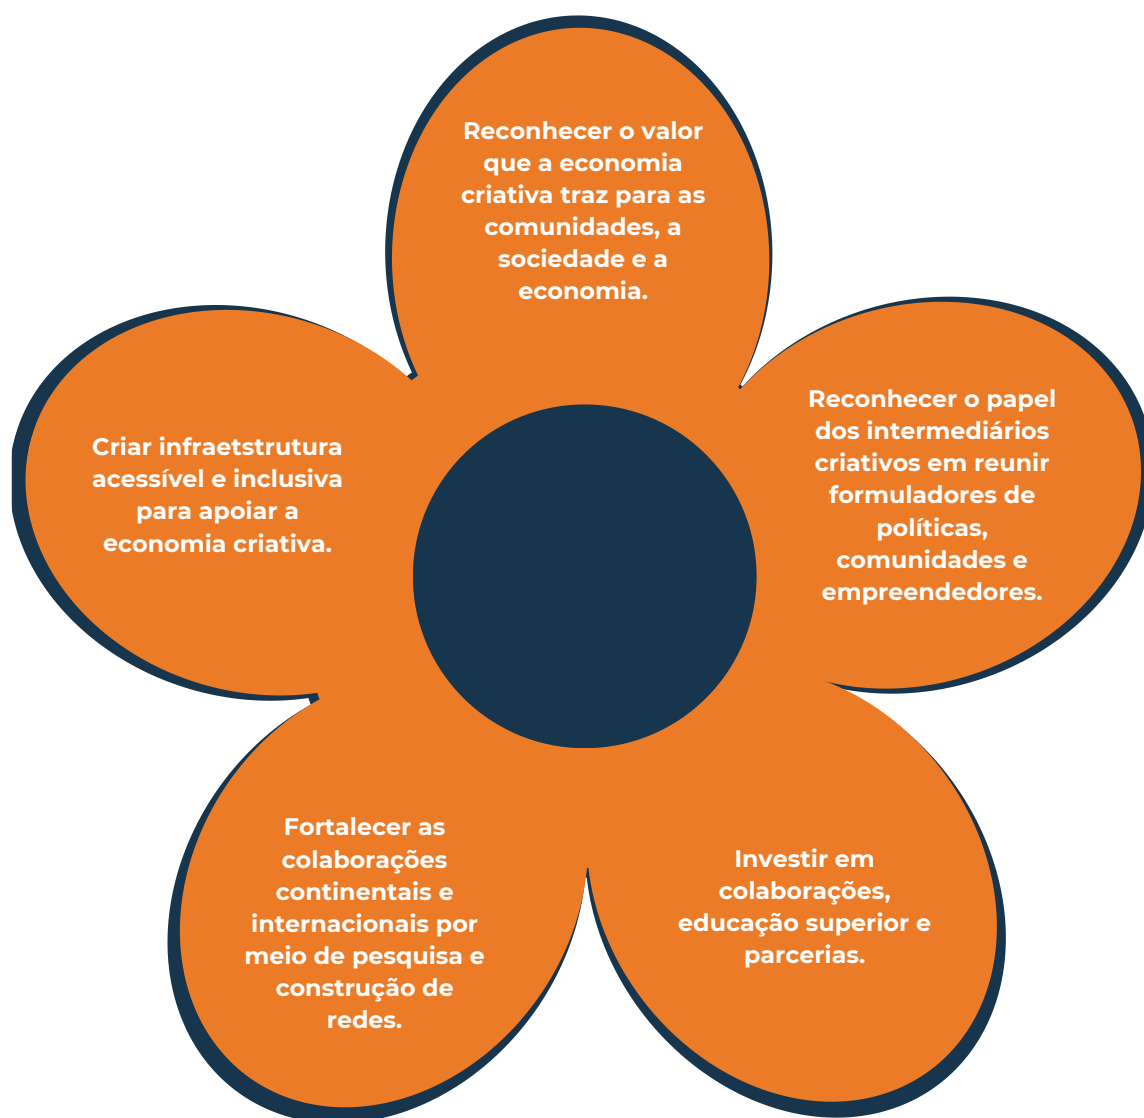 Reconhecer o valor
que a economia
criativa traz para as
comunidades, a
sociedade e a
economia.
Reconhecer o papel
dos intermediários
criativos em reunir
formuladores de
políticas,
comunidades e
empreendedores.
Investir em
colaborações,
educação superior e
parcerias.
Fortalecer as
colaborações
continentais e
internacionais por
meio de pesquisa e
construção de
redes.
Criar infraetstrutura
acessível e inclusiva
para apoiar a
economia criativa.